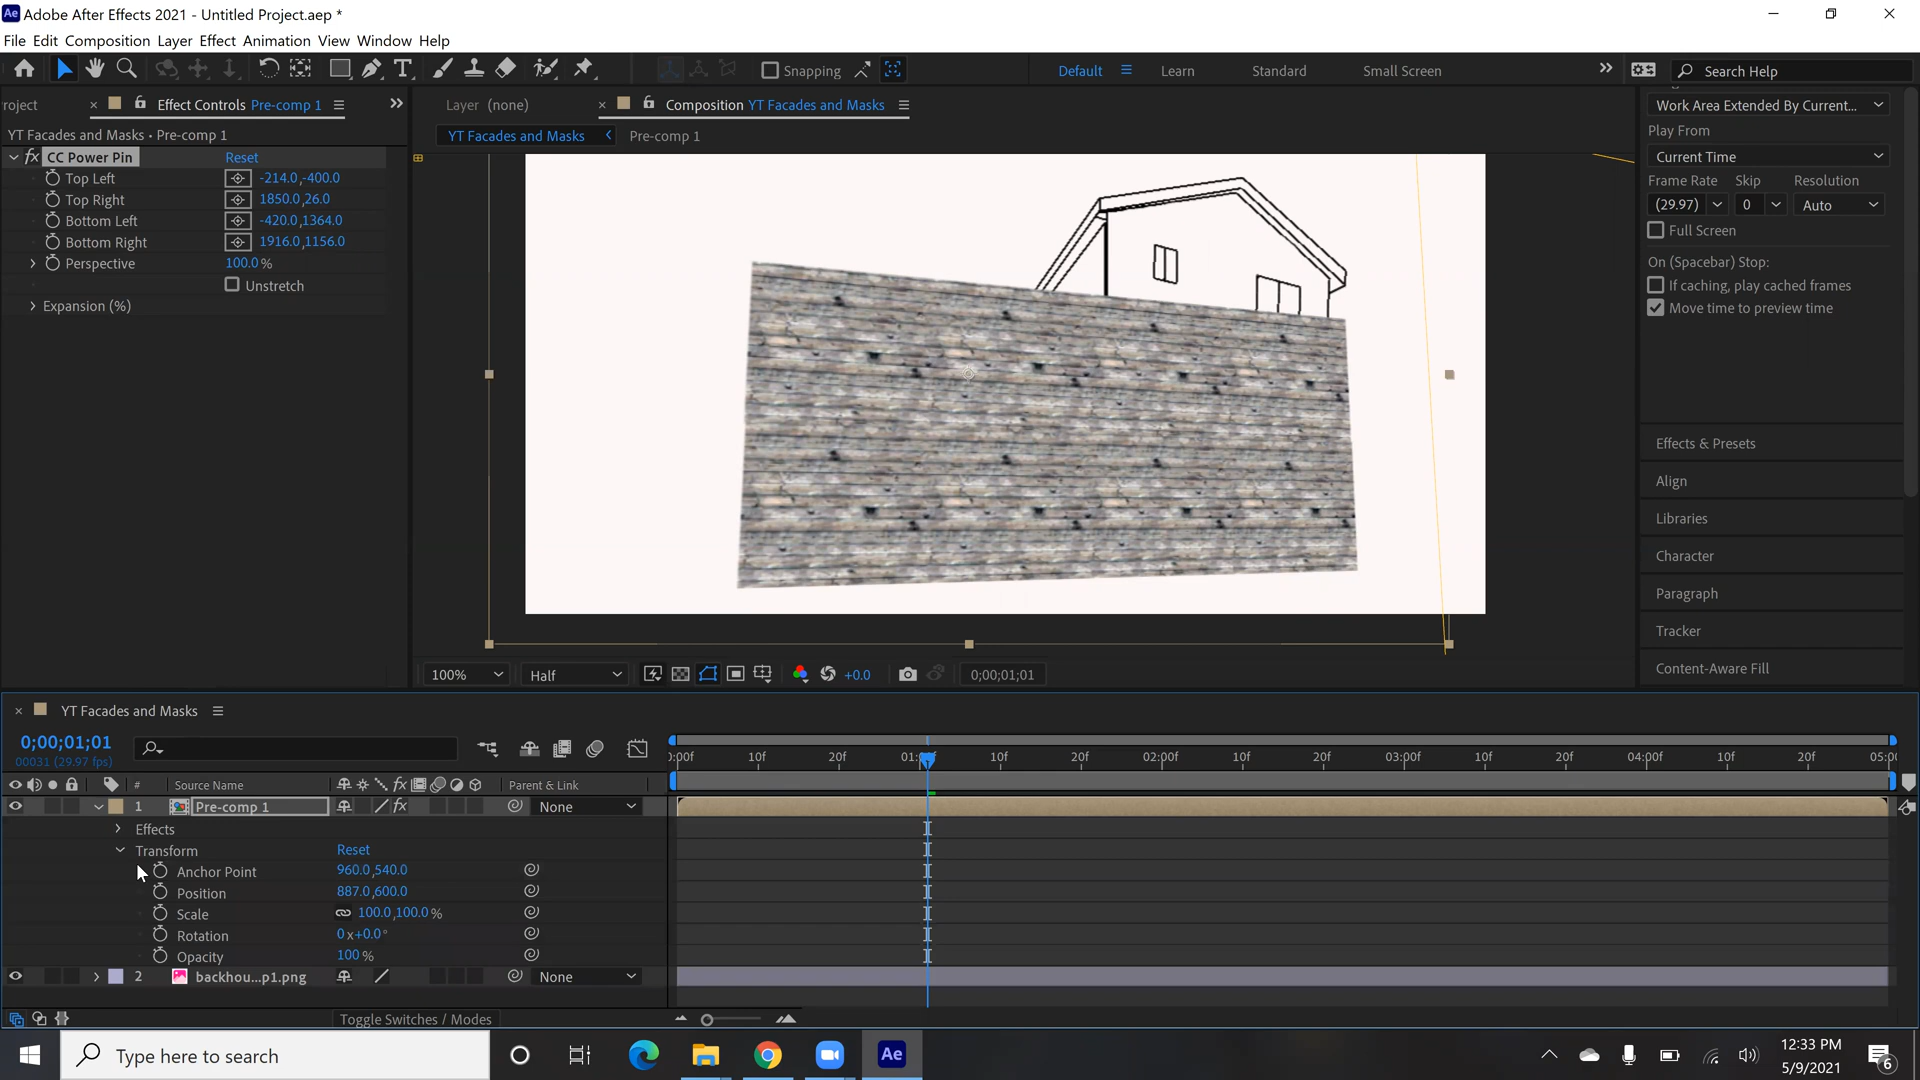 Ae Adobe After Effects 2021 - Untitled Project.aep *
File Edit Composition Layer Effect Animation View Window Help
Snapping
Default
Learn
Standard
Small Screen
Search Help
roject
Effect Controls Pre-comp 1
YT Facades and Masks • Pre-comp 1
fx CC Power Pin Reset
Top Left -214.0,-400.0
Top Right 1850.0,26.0
Bottom Left -420.0,1364.0
Bottom Right 1916.0,1156.0
Perspective 100.0 %
Unstretch
Expansion (%)
Layer (none)
Composition YT Facades and Masks
YT Facades and Masks
Pre-comp 1
100%
Half
+0.0
0;00;01;01
Work Area Extended By Current...
Play From
Current Time
Frame Rate Skip Resolution
(29.97) 0 Auto
Full Screen
On (Spacebar) Stop:
If caching, play cached frames
Move time to preview time
Effects & Presets
Align
Libraries
Character
Paragraph
Tracker
Content-Aware Fill
YT Facades and Masks
0;00;01;01
00031 (29.97 fps)
:00f 10f 20f 01: 10f 20f 02:00f 10f 20f 03:00f 10f 20f 04:00f 10f 20f 05:00
# Source Name fx Parent & Link
1 Pre-comp 1 fx None
Effects
Transform Reset
Anchor Point 960.0,540.0
Position 887.0,600.0
Scale 100.0,100.0 %
Rotation 0x+0.0°
Opacity 100 %
2 backhou...p1.png None
Toggle Switches / Modes
Type here to search
Ae
12:33 PM
5/9/2021
6